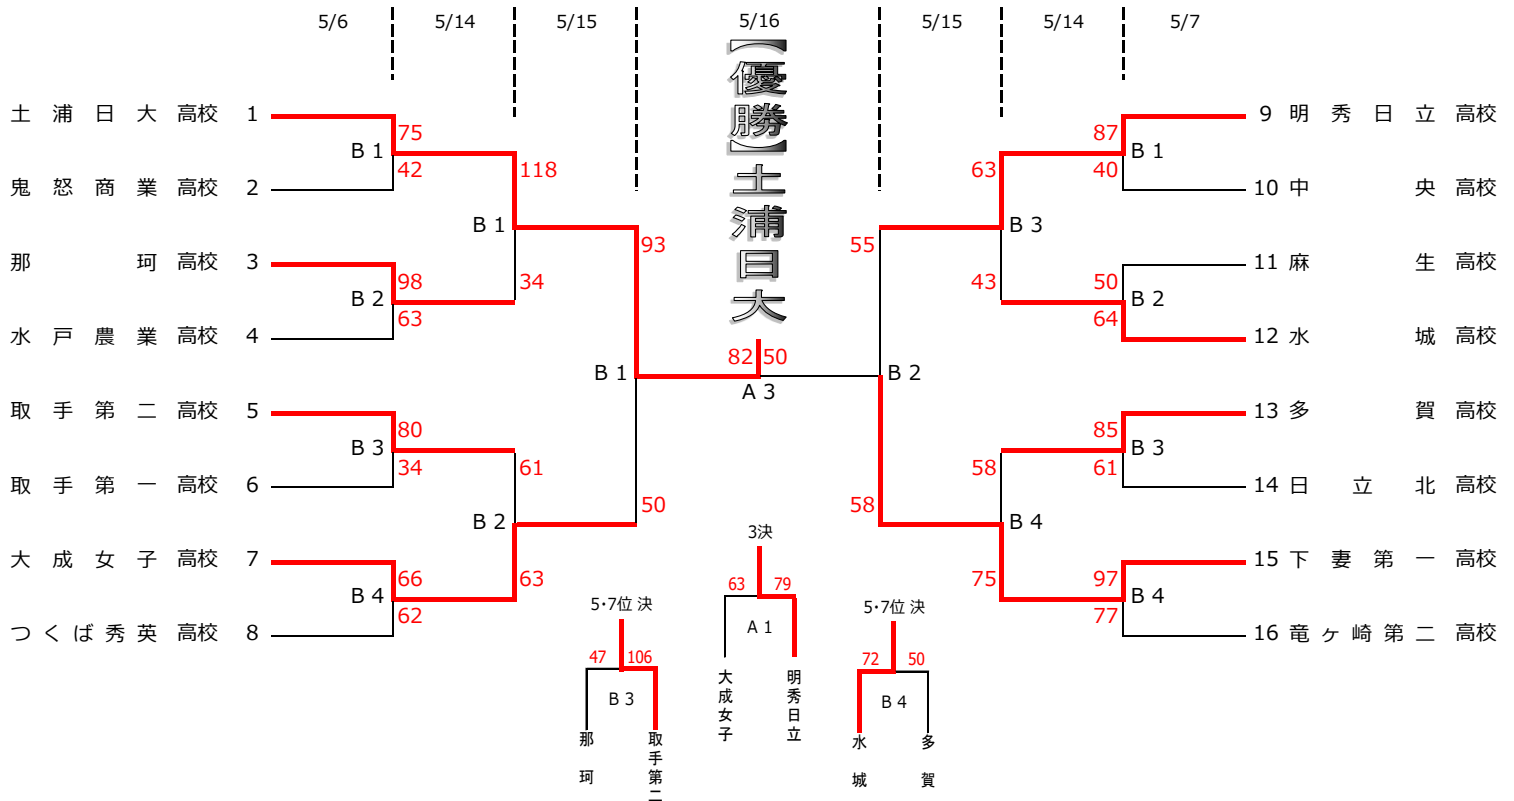 5/6 5/14 5/15 5/16 5/15 5/14 5/7
【優勝】土浦日大
土浦日大高校 1
75
B 1
42
118
鬼怒商業高校 2
B 1
93
那珂高校 3
98
B 2
63
34
水戸農業高校 4
B 1
取手第二高校 5
80
B 3
34
61
取手第一高校 6
B 2
50
大成女子高校 7
66
B 4
62
63
つくば秀英高校 8
82 50
A 3
9 明秀日立高校
87
B 1
40
63
10 中央高校
B 3
55
11 麻生高校
50
B 2
64
43
12 水城高校
B 2
13 多賀高校
85
B 3
61
58
14 日立北高校
B 4
58
15 下妻第一高校
97
B 4
77
75
16 竜ヶ崎第二高校
5・7位 決
47 106
B 3
那珂
取手第二
3決
63 79
A 1
大成女子
明秀日立
5・7位 決
72 50
B 4
水城
多賀